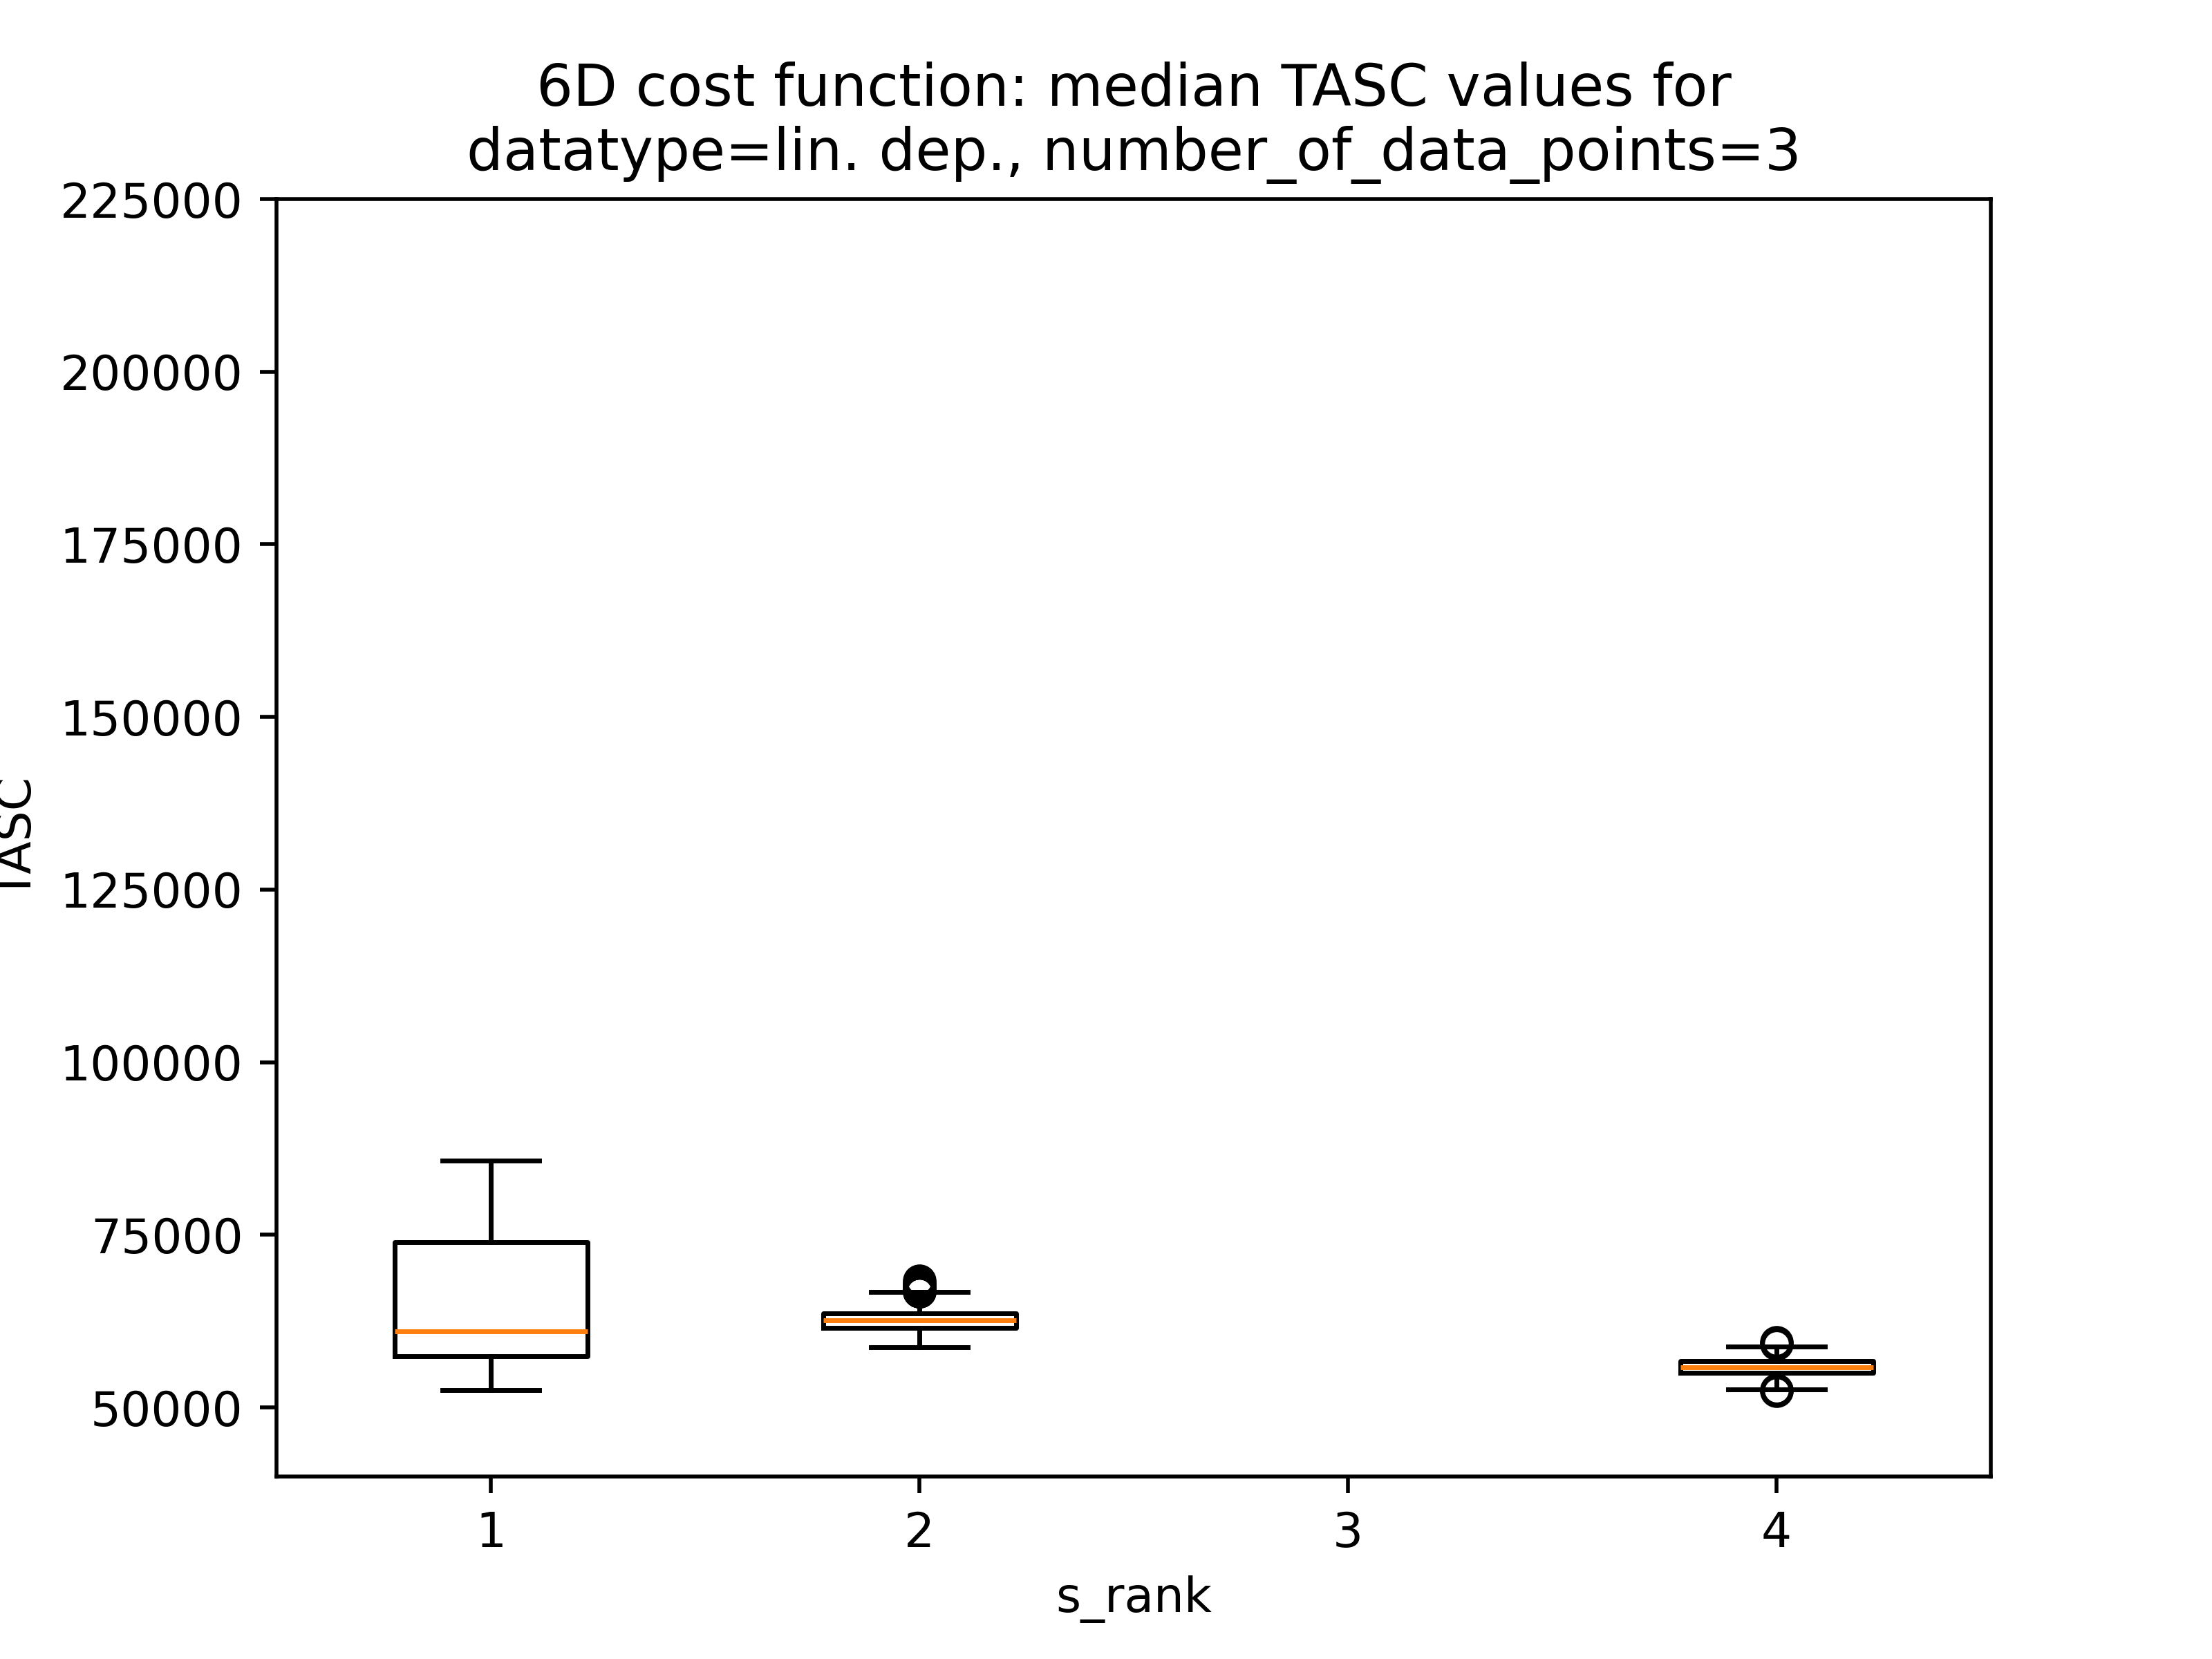 6D cost function: median TASC values for
datatype=lin. dep., number_of_data_points=3
225000
200000
175000
150000
125000
100000
75000
50000
TASC
1 2 3 4
s_rank